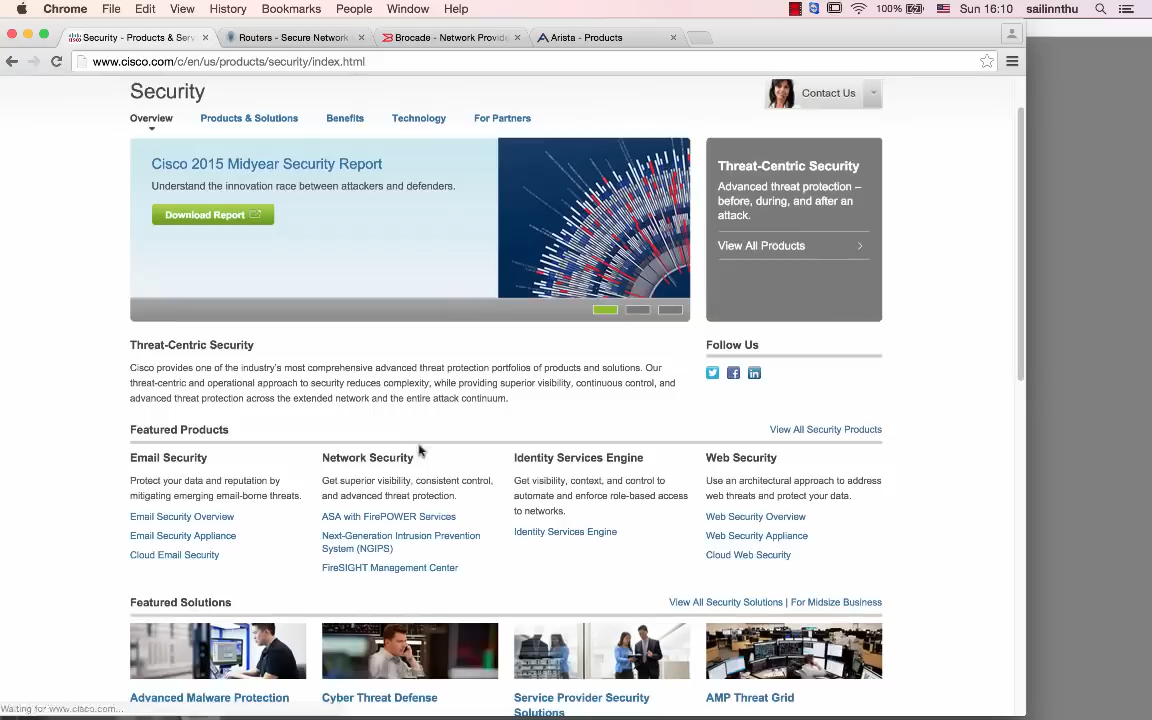 Chrome File Edit View History Bookmarks People Window Help 100% Sun 16:10 sailinnthu
Security - Products & Serv Routers - Secure Network Brocade - Network Provid Arista - Products
www.cisco.com/c/en/us/products/security/index.html
Security
Contact Us
Overview Products & Solutions Benefits Technology For Partners
Cisco 2015 Midyear Security Report
Understand the innovation race between attackers and defenders.
Download Report
Threat-Centric Security
Advanced threat protection –
before, during, and after an
attack.
View All Products
Threat-Centric Security
Cisco provides one of the industry's most comprehensive advanced threat protection portfolios of products and solutions. Our
threat-centric and operational approach to security reduces complexity, while providing superior visibility, continuous control, and
advanced threat protection across the extended network and the entire attack continuum.
Follow Us
Featured Products
View All Security Products
Email Security
Protect your data and reputation by
mitigating emerging email-borne threats.
Email Security Overview
Email Security Appliance
Cloud Email Security
Network Security
Get superior visibility, consistent control,
and advanced threat protection.
ASA with FirePOWER Services
Next-Generation Intrusion Prevention
System (NGIPS)
FireSIGHT Management Center
Identity Services Engine
Get visibility, context, and control to
automate and enforce role-based access
to networks.
Identity Services Engine
Web Security
Use an architectural approach to address
web threats and protect your data.
Web Security Overview
Web Security Appliance
Cloud Web Security
Featured Solutions
View All Security Solutions | For Midsize Business
Advanced Malware Protection
Cyber Threat Defense
Service Provider Security
Solutions
AMP Threat Grid
Waiting for www.cisco.com...